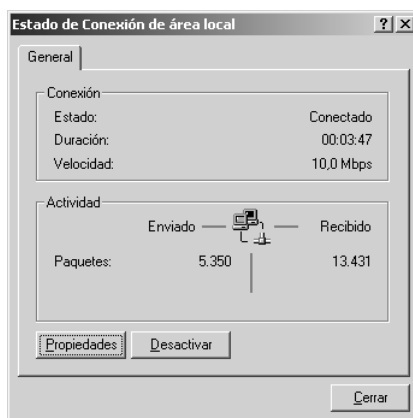 Estado de Conexión de área local
General
Conexión
Estado: Conectado
Duración: 00:03:47
Velocidad: 10,0 Mbps
Actividad
Enviado — — Recibido
Paquetes: 5.350 13.431
Propiedades Desactivar
Cerrar